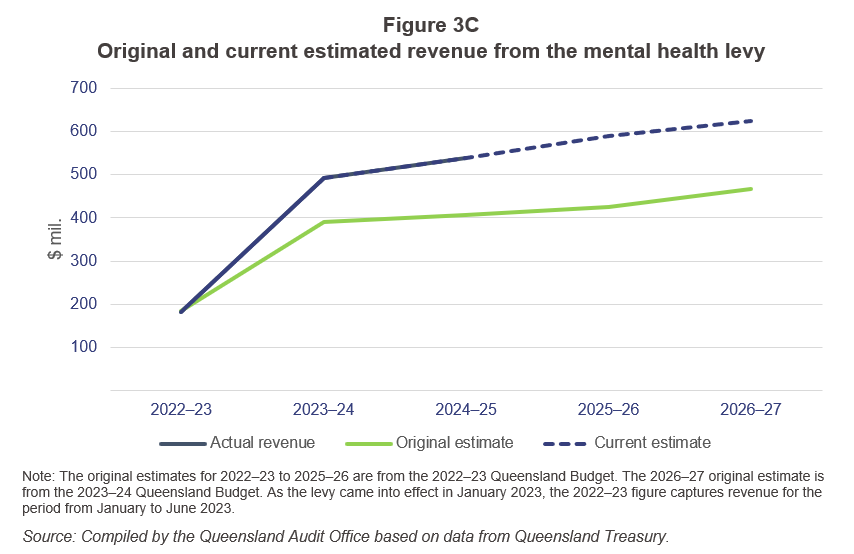 Figure 3C
Original and current estimated revenue from the mental health levy
700
600
500
400
300
200
100
$ mil.
2022–23 2023–24 2024–25 2025–26 2026–27
Actual revenue Original estimate Current estimate
Note: The original estimates for 2022–23 to 2025–26 are from the 2022–23 Queensland Budget. The 2026–27 original estimate is
from the 2023–24 Queensland Budget. As the levy came into effect in January 2023, the 2022–23 figure captures revenue for the
period from January to June 2023.
Source: Compiled by the Queensland Audit Office based on data from Queensland Treasury.